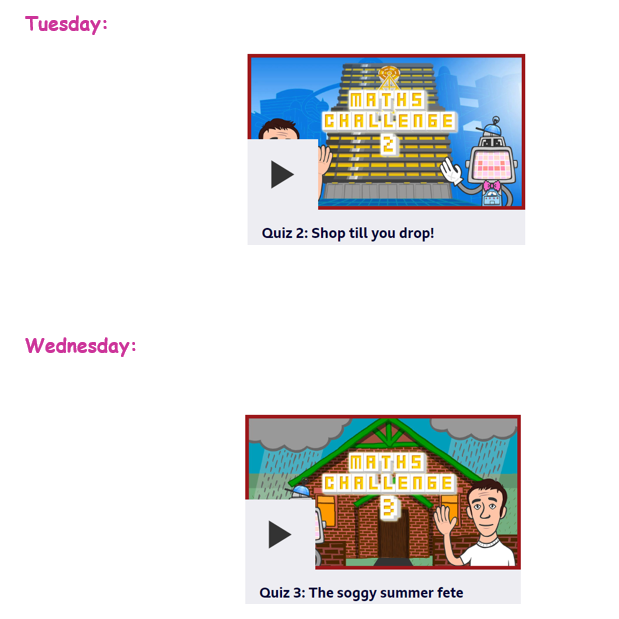 Tuesday:
MATHS
CHALLENGE
2
Quiz 2: Shop till you drop!
Wednesday:
MATHS
CHALLENGE
3
Quiz 3: The soggy summer fete